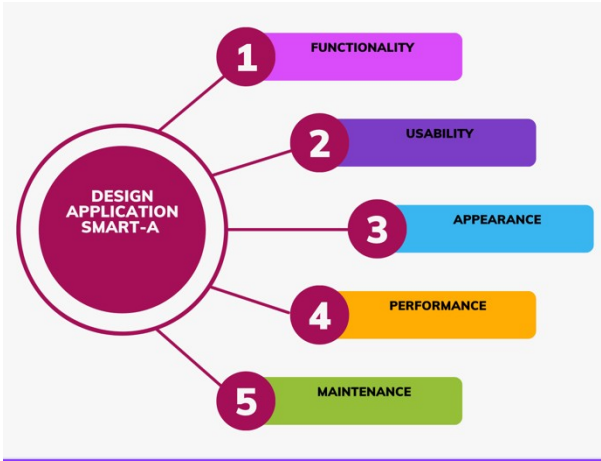 DESIGN
APPLICATION
SMART-A
1
FUNCTIONALITY
2
USABILITY
3
APPEARANCE
4
PERFORMANCE
5
MAINTENANCE